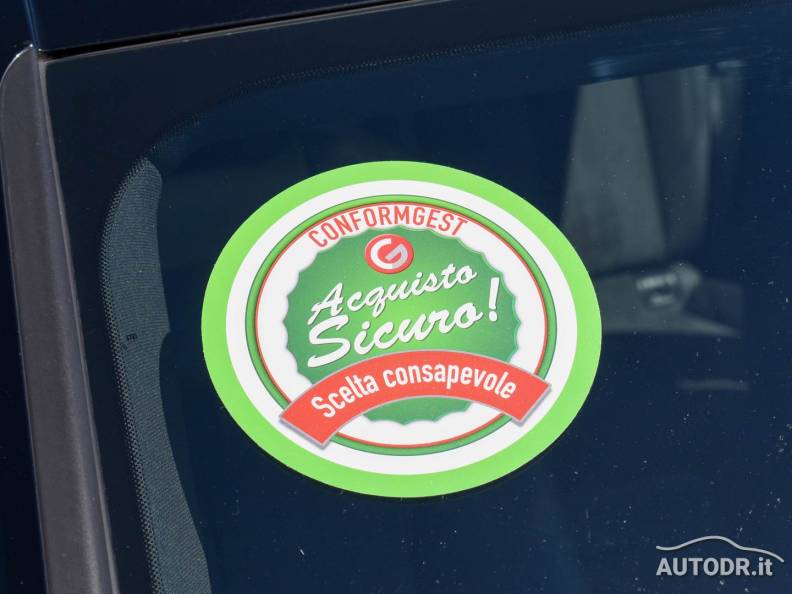 CONFORMGEST
G
Acquisto
Sicuro!
Scelta consapevole
AUTODR.it